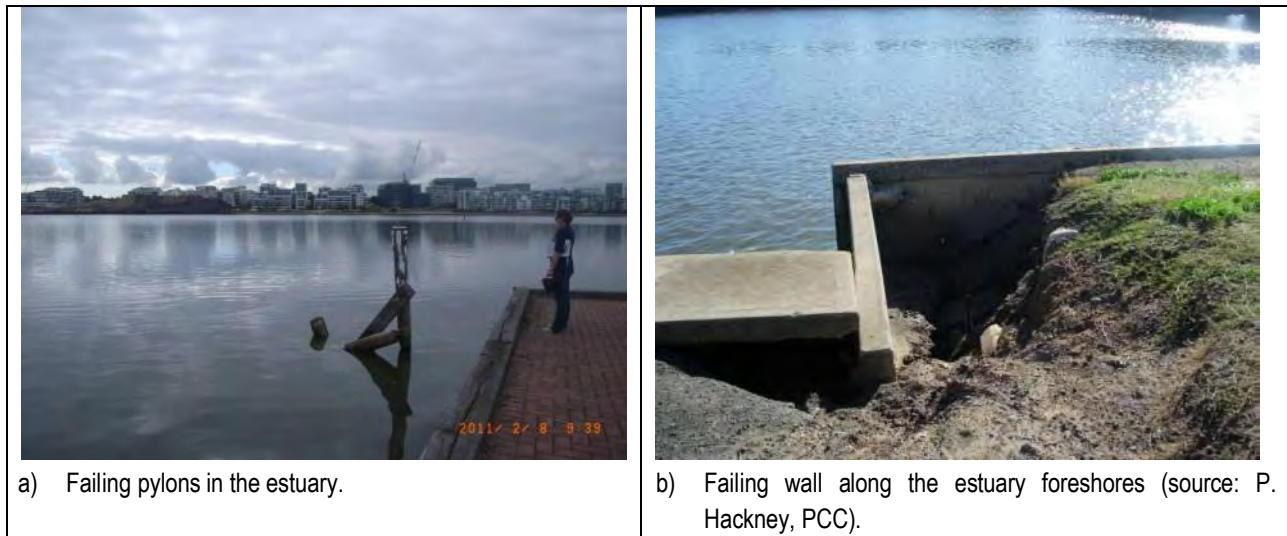 2011/ 2/ 8 9:39
a) Failing pylons in the estuary.
b) Failing wall along the estuary foreshores (source: P.
Hackney, PCC).